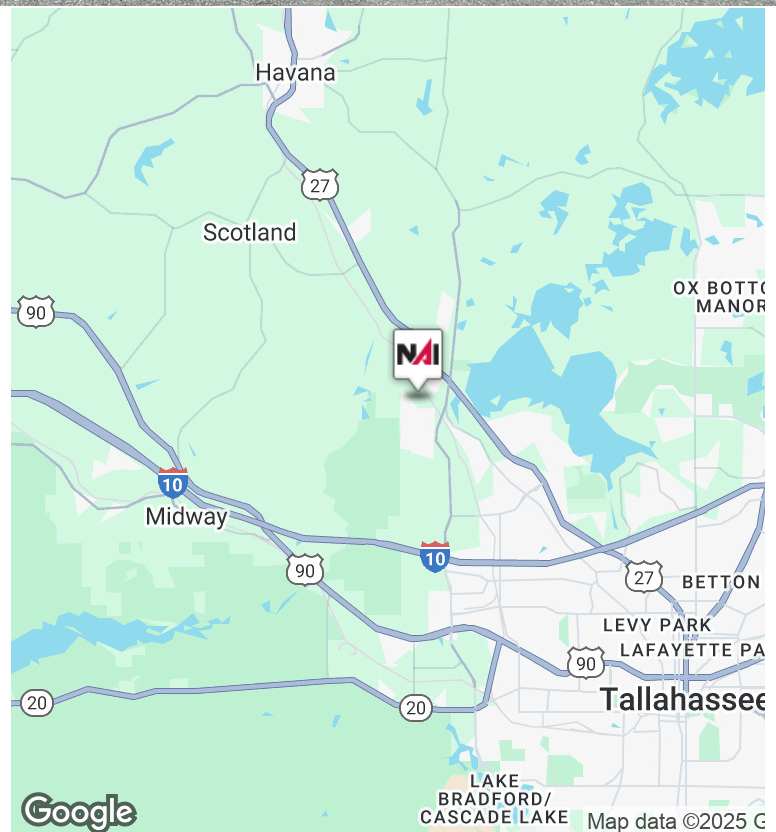 Havana
27
Scotland
90
OX BOTTO
MANOR
NAI
10
Midway
10
90
27
BETTON
LEVY PARK
LAFAYETTE PA
90
20
20
Tallahassee
LAKE
BRADFORD/
CASCADE LAKE
Google
Map data ©2025 G